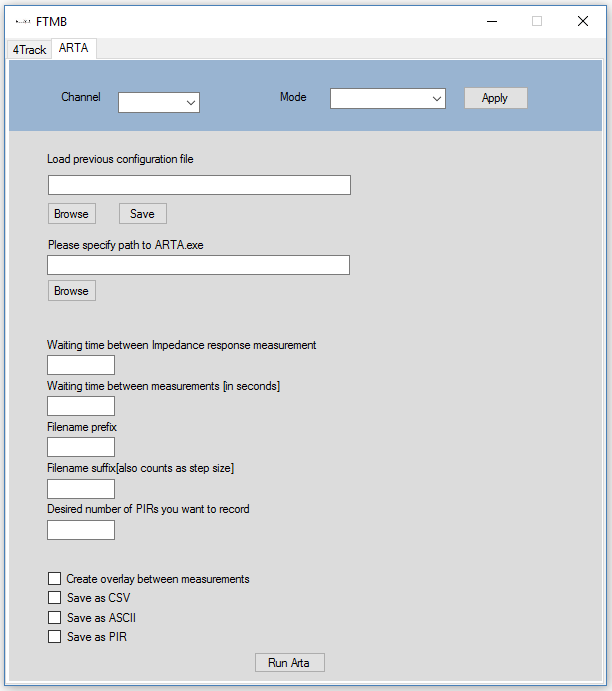 FTMB
4Track ARTA
Channel Mode Apply
Load previous configuration file
Browse Save
Please specify path to ARTA.exe
Browse
Waiting time between Impedance response measurement
Waiting time between measurements [in seconds]
Filename prefix
Filename suffix[also counts as step size]
Desired number of PIRs you want to record
Create overlay between measurements
Save as CSV
Save as ASCII
Save as PIR
Run Arta